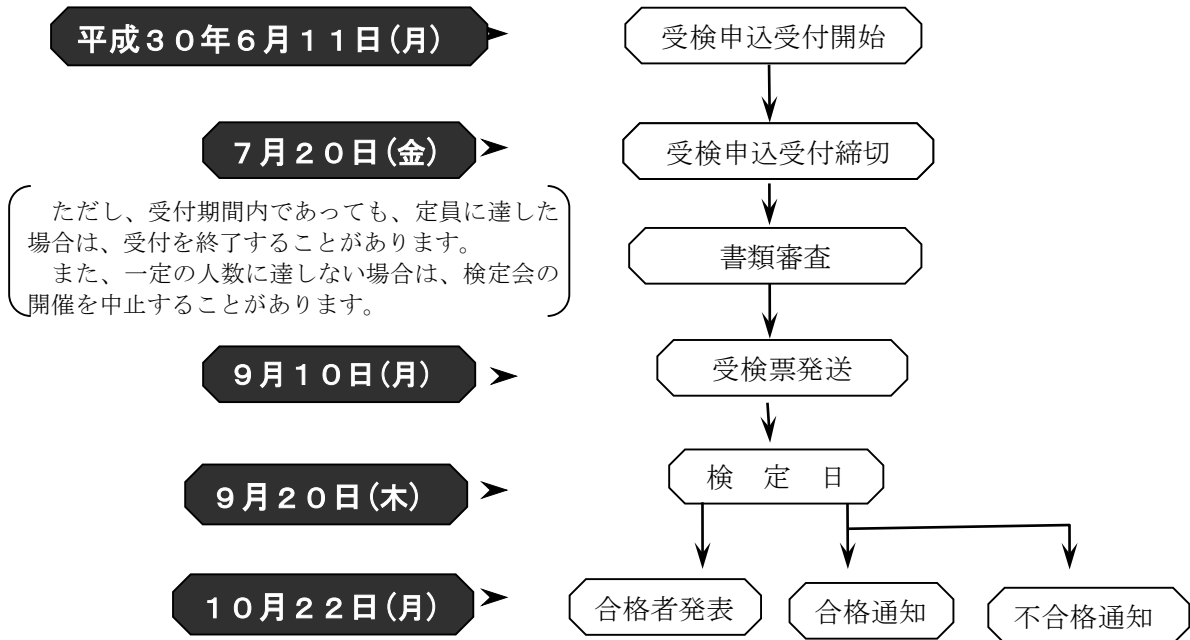 平成３０年６月１１日(月)
受検申込受付開始
７月２０日(金)
受検申込受付締切
ただし、受付期間内であっても、定員に達した
場合は、受付を終了することがあります。
また、一定の人数に達しない場合は、検定会の
開催を中止することがあります。
書類審査
９月１０日(月)
受検票発送
９月２０日(木)
検　定　日
１０月２２日(月)
合格者発表
合格通知
不合格通知